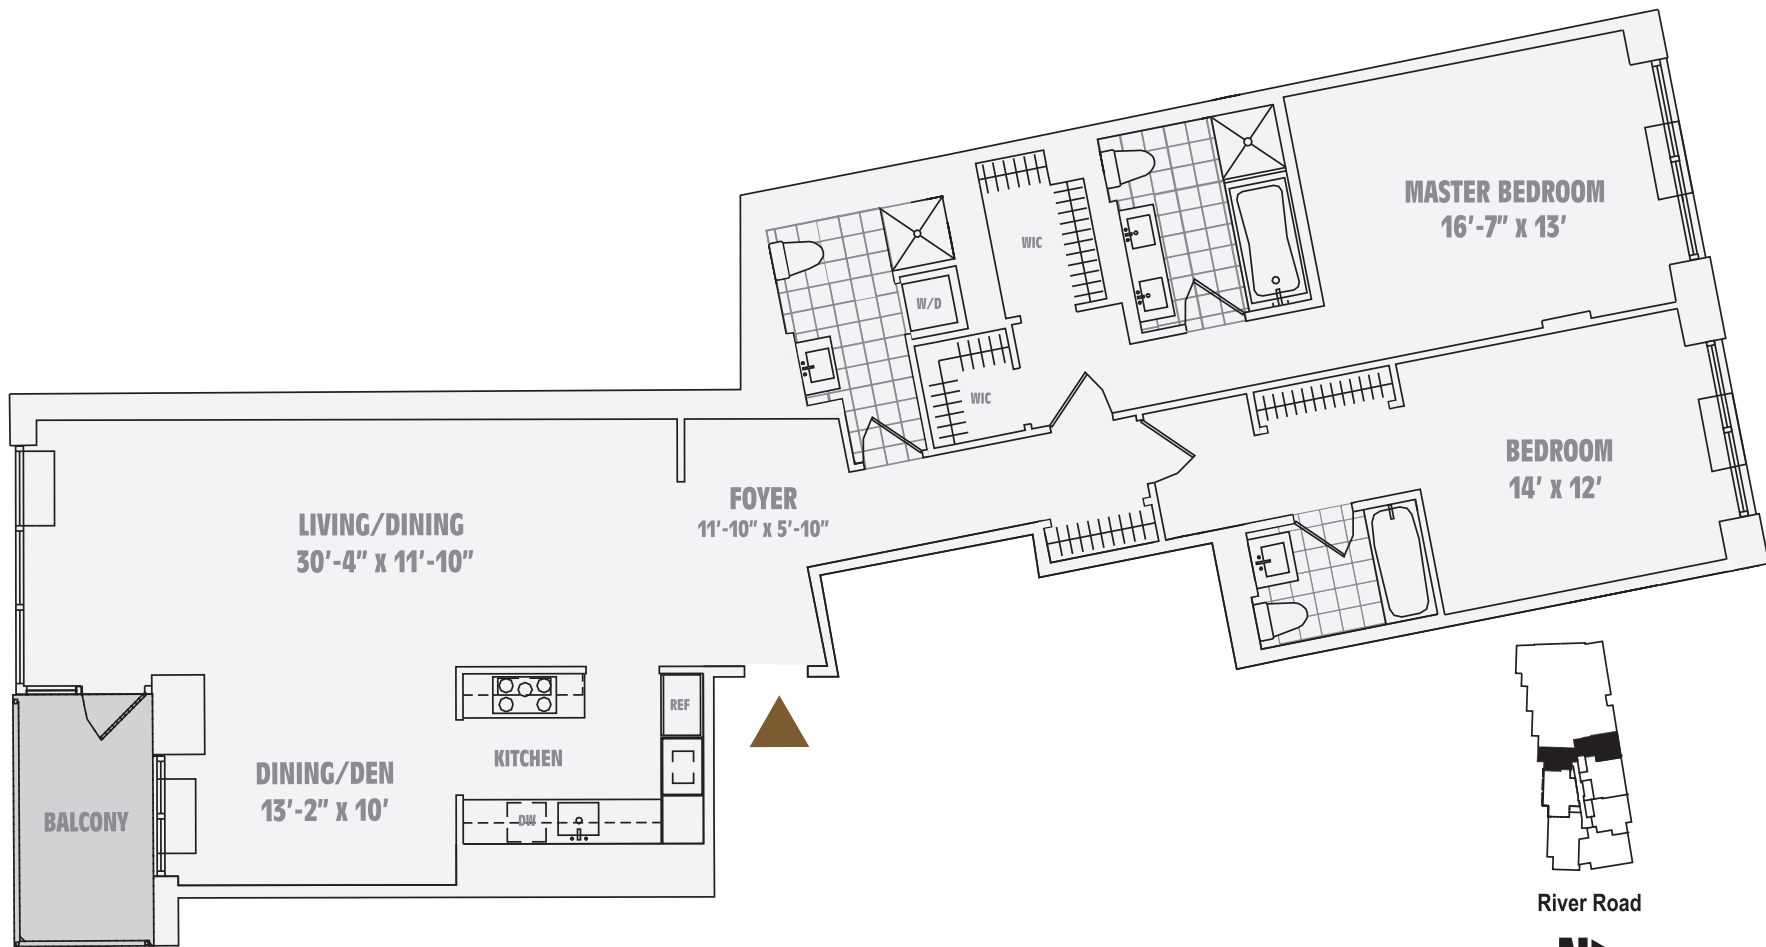 MASTER BEDROOM
16'-7" X 13'
WIC
W/D
WIC
BEDROOM
14' X 12'
FOYER
11'-10" X 5'-10"
LIVING/DINING
30'-4" X 11'-10"
REF
KITCHEN
DINING/DEN
13'-2" X 10'
BALCONY
DW
River Road